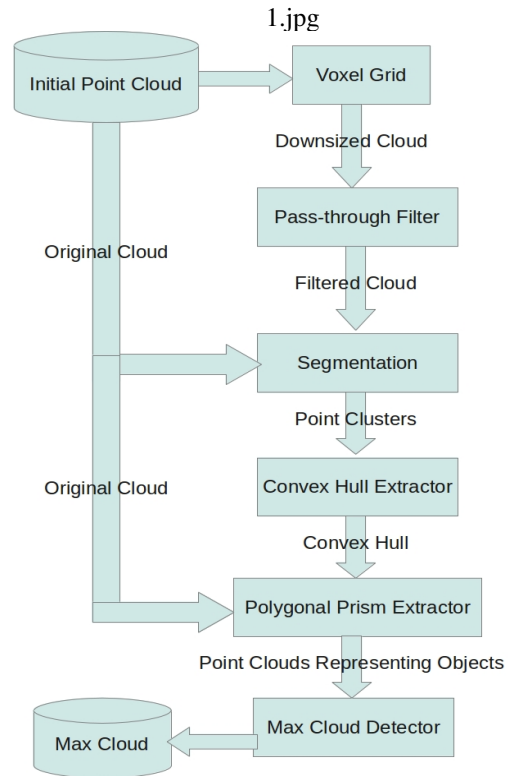 1.jpg
Initial Point Cloud
Voxel Grid
Downsized Cloud
Pass-through Filter
Original Cloud
Filtered Cloud
Segmentation
Point Clusters
Original Cloud
Convex Hull Extractor
Convex Hull
Polygonal Prism Extractor
Point Clouds Representing Objects
Max Cloud Detector
Max Cloud